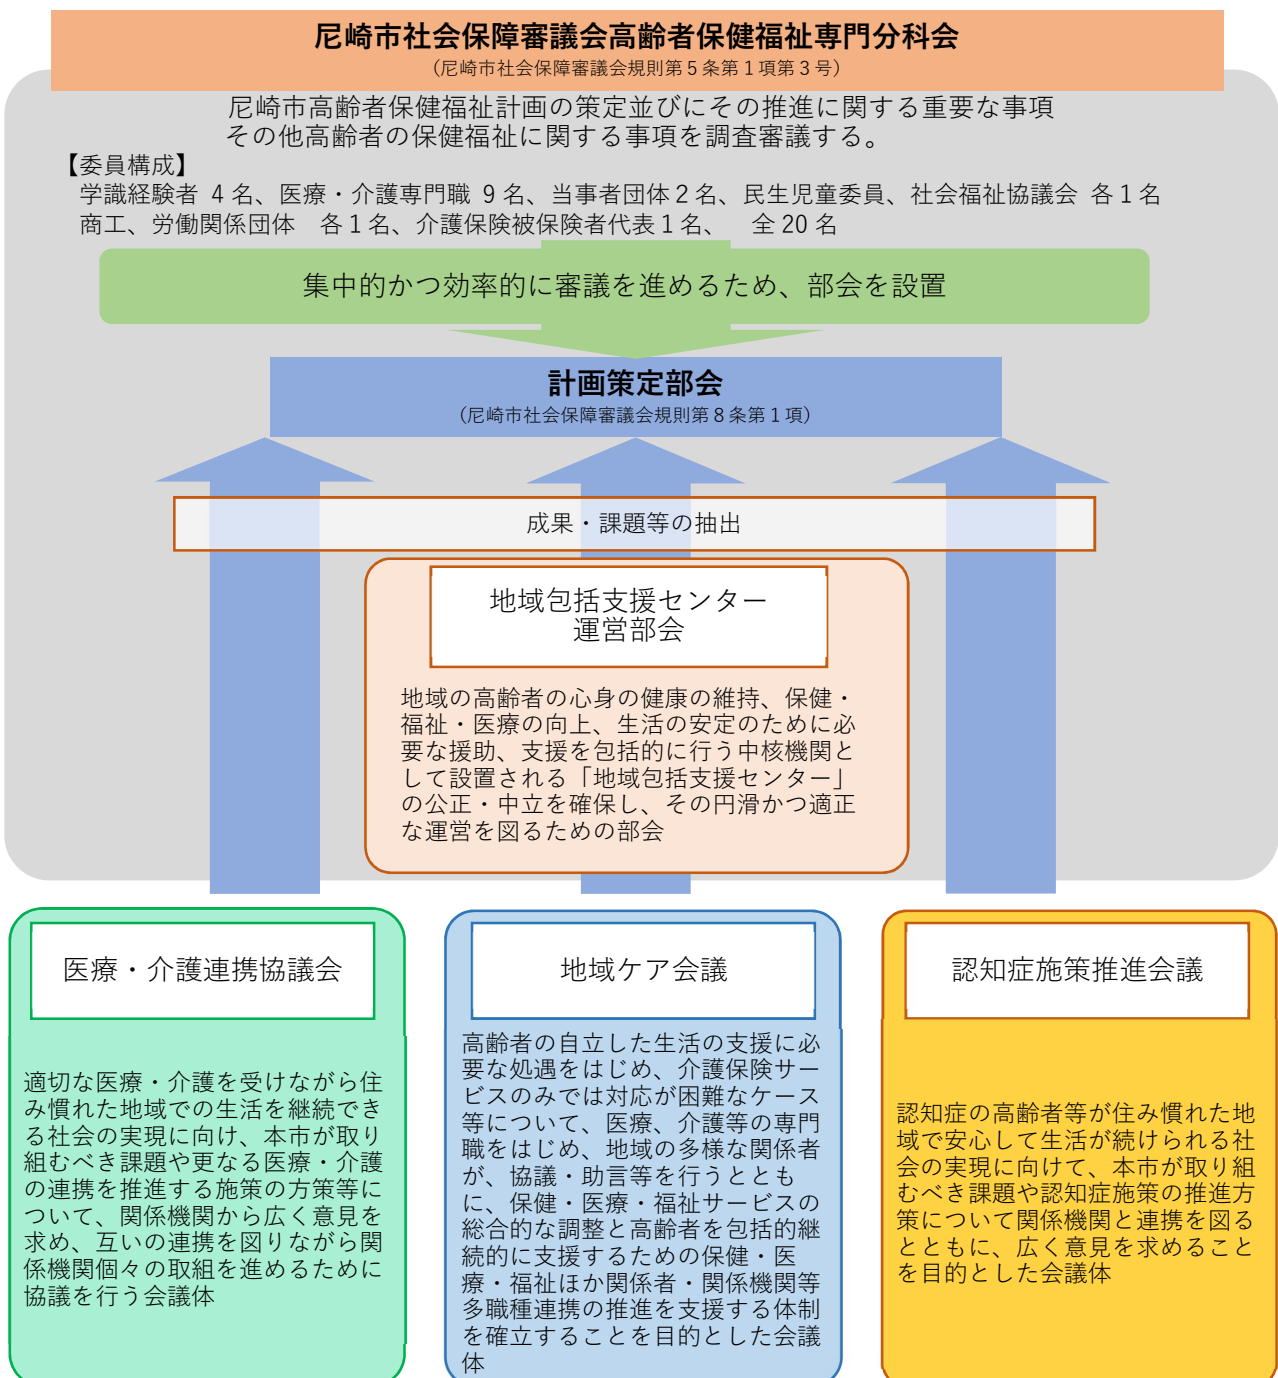 尼崎市社会保障審議会高齢者保健福祉専門分科会
（尼崎市社会保障審議会規則第５条第１項第３号）
尼崎市高齢者保健福祉計画の策定並びにその推進に関する重要な事項
その他高齢者の保健福祉に関する事項を調査審議する。
【委員構成】
学識経験者 4 名、医療・介護専門職 9 名、当事者団体２名、民生児童委員、社会福祉協議会 各１名
商工、労働関係団体　各１名、介護保険被保険者代表１名、　全 20 名
集中的かつ効率的に審議を進めるため、部会を設置
計画策定部会
（尼崎市社会保障審議会規則第８条第１項）
成果・課題等の抽出
地域包括支援センター
運営部会
地域の高齢者の心身の健康の維持、保健・
福祉・医療の向上、生活の安定のために必
要な援助、支援を包括的に行う中核機関と
して設置される「地域包括支援センター」
の公正・中立を確保し、その円滑かつ適正
な運営を図るための部会
医療・介護連携協議会
適切な医療・介護を受けながら住
み慣れた地域での生活を継続でき
る社会の実現に向け、本市が取り
組むべき課題や更なる医療・介護
の連携を推進する施策の方策等に
ついて、関係機関から広く意見を
求め、互いの連携を図りながら関
係機関個々の取組を進めるために
協議を行う会議体
地域ケア会議
高齢者の自立した生活の支援に必
要な処遇をはじめ、介護保険サー
ビスのみでは対応が困難なケース
等について、医療、介護等の専門
職をはじめ、地域の多様な関係者
が、協議・助言等を行うととも
に、保健・医療・福祉サービスの
総合的な調整と高齢者を包括的継
続的に支援するための保健・医
療・福祉ほか関係者・関係機関等
多職種連携の推進を支援する体制
を確立することを目的とした会議
体
認知症施策推進会議
認知症の高齢者等が住み慣れた地
域で安心して生活が続けられる社
会の実現に向けて、本市が取り組
むべき課題や認知症施策の推進方
策について関係機関と連携を図る
とともに、広く意見を求めること
を目的とした会議体